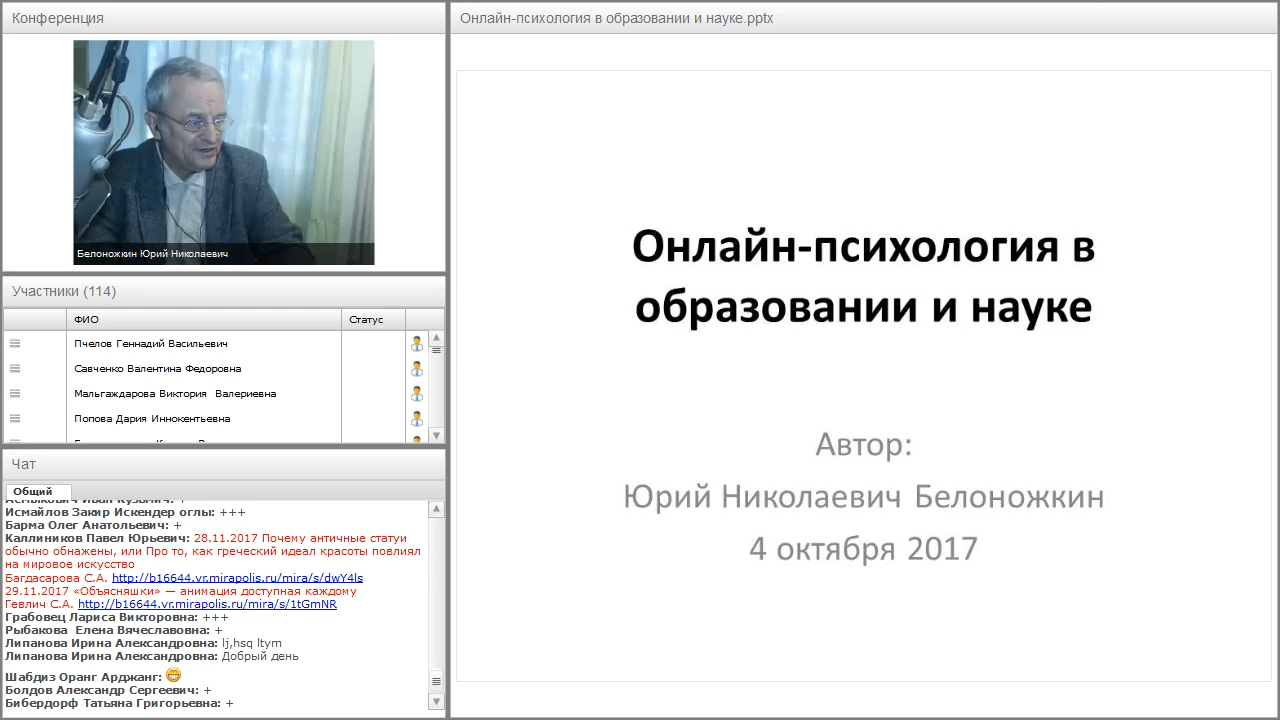 Конференция
Белоножкин Юрий Николаевич
Участники (114)
ФИО
Статус
Пчелов Геннадий Васильевич
Савченко Валентина Федоровна
Мальгаждарова Виктория Валериевна
Попова Дария Иннокентьевна
Чат
Общий
Исмайлов Закир Искендер оглы: +++
Барма Олег Анатольевич: +
Каллиников Павел Юрьевич: 28.11.2017 Почему античные статуи
обычно обнажены, или Про то, как греческий идеал красоты повлиял
на мировое искусство
Багдасарова С.А. http://b16644.vr.mirapolis.ru/mira/s/dwY4ls
29.11.2017 «Объясняшки» — анимация доступная каждому
Гевлич С.А. http://b16644.vr.mirapolis.ru/mira/s/1tGmNR
Грабовец Лариса Викторовна: +++
Рыбакова Елена Вячеславовна: +
Липанова Ирина Александровна: lj,hsq ltym
Липанова Ирина Александровна: Добрый день
Шабдиз Оранг Арджанг:
Болдов Александр Сергеевич: +
Бибердорф Татьяна Григорьевна: +
Онлайн-психология в образовании и науке.pptx
Онлайн-психология в
образовании и науке
Автор:
Юрий Николаевич Белоножкин
4 октября 2017